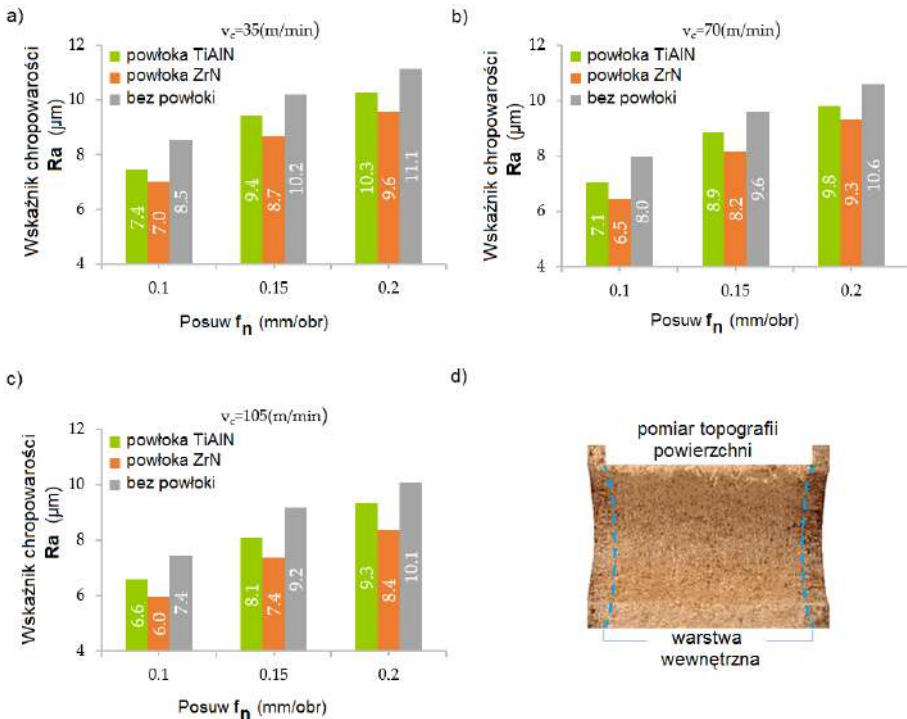 a)
v_c=35(m/min)
12
10
8
6
4
Wskaźnik chropowarości
Ra (μm)
powłoka TiAlN
powłoka ZrN
bez powłoki
7.4
7.0
8.5
9.4
8.7
10.2
10.3
9.6
11.1
0.1
0.15
0.2
Posuw fn (mm/obr)
b)
v_c=70(m/min)
12
10
8
6
4
Wskaźnik chropowarości
Ra (μm)
powłoka TiAlN
powłoka ZrN
bez powłoki
7.1
6.5
8.0
8.9
8.2
9.6
9.8
9.3
10.6
0.1
0.15
0.2
Posuw fn (mm/obr)
c)
v_c=105(m/min)
12
10
8
6
4
Wskaźnik chropowarości
Ra (μm)
powłoka TiAlN
powłoka ZrN
bez powłoki
6.6
6.0
7.4
8.1
7.4
9.2
9.3
8.4
10.1
0.1
0.15
0.2
Posuw fn (mm/obr)
d)
pomiar topografii
powierzchni
warstwa
wewnętrzna